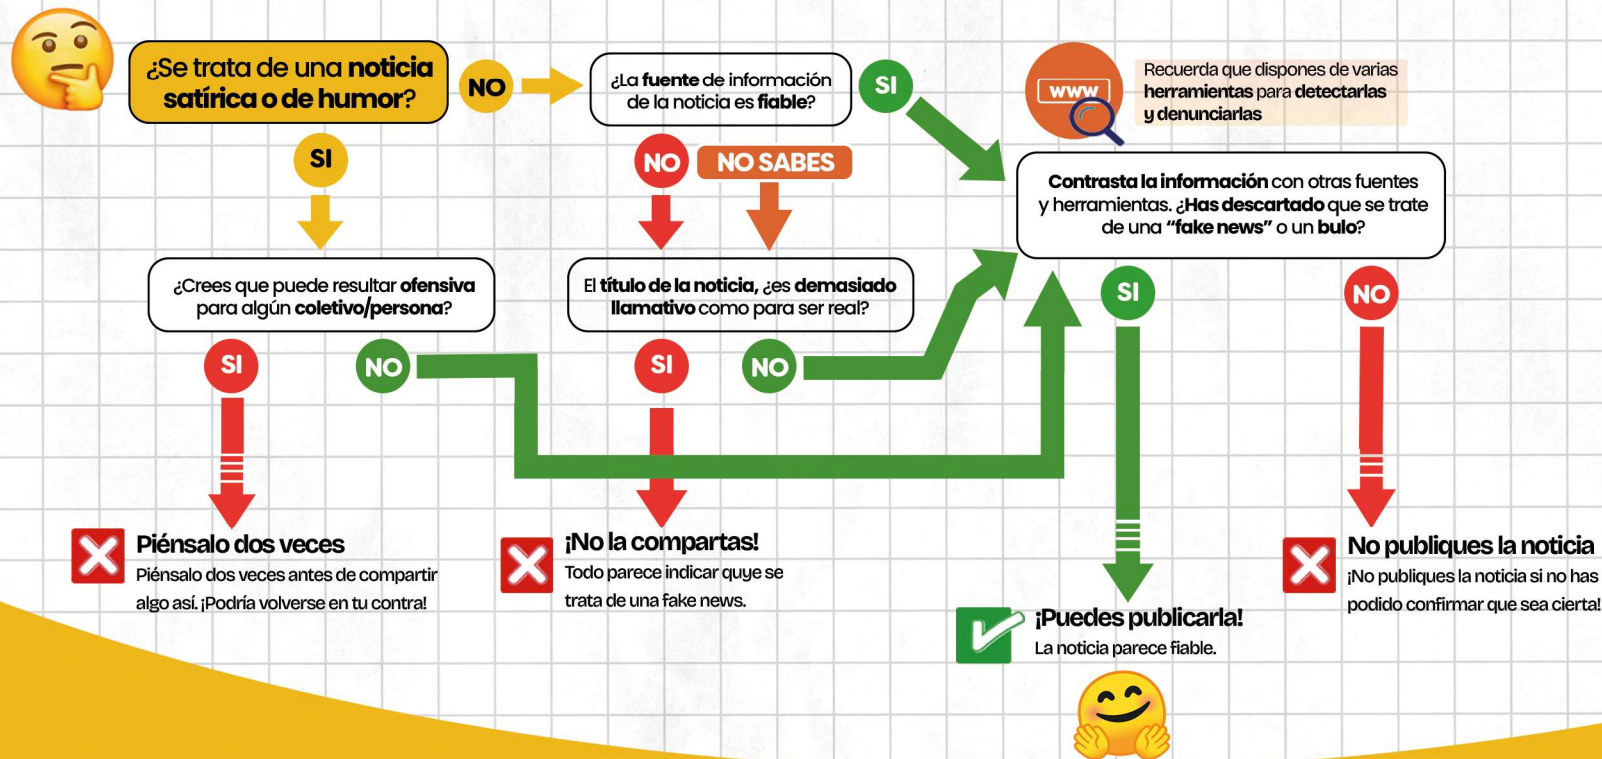 ¿Se trata de una noticia
satírica o de humor?
NO
¿La fuente de información
de la noticia es fiable?
SI
WWW
Recuerda que dispones de varias
herramientas para detectarlas
y denunciarlas
SI
NO
NO SABES
Contrasta la información con otras fuentes
y herramientas. ¿Has descartado que se trate
de una “fake news” o un bulo?
¿Crees que puede resultar ofensiva
para algún coletivo/persona?
El título de la noticia, ¿es demasiado
llamativo como para ser real?
SI
NO
SI
NO
SI
NO
Piénsalo dos veces
Piénsalo dos veces antes de compartir
algo así. ¡Podría volverse en tu contra!
¡No la compartas!
Todo parece indicar quye se
trata de una fake news.
¡Puedes publicarla!
La noticia parece fiable.
No publiques la noticia
¡No publiques la noticia si no has
podido confirmar que sea cierta!